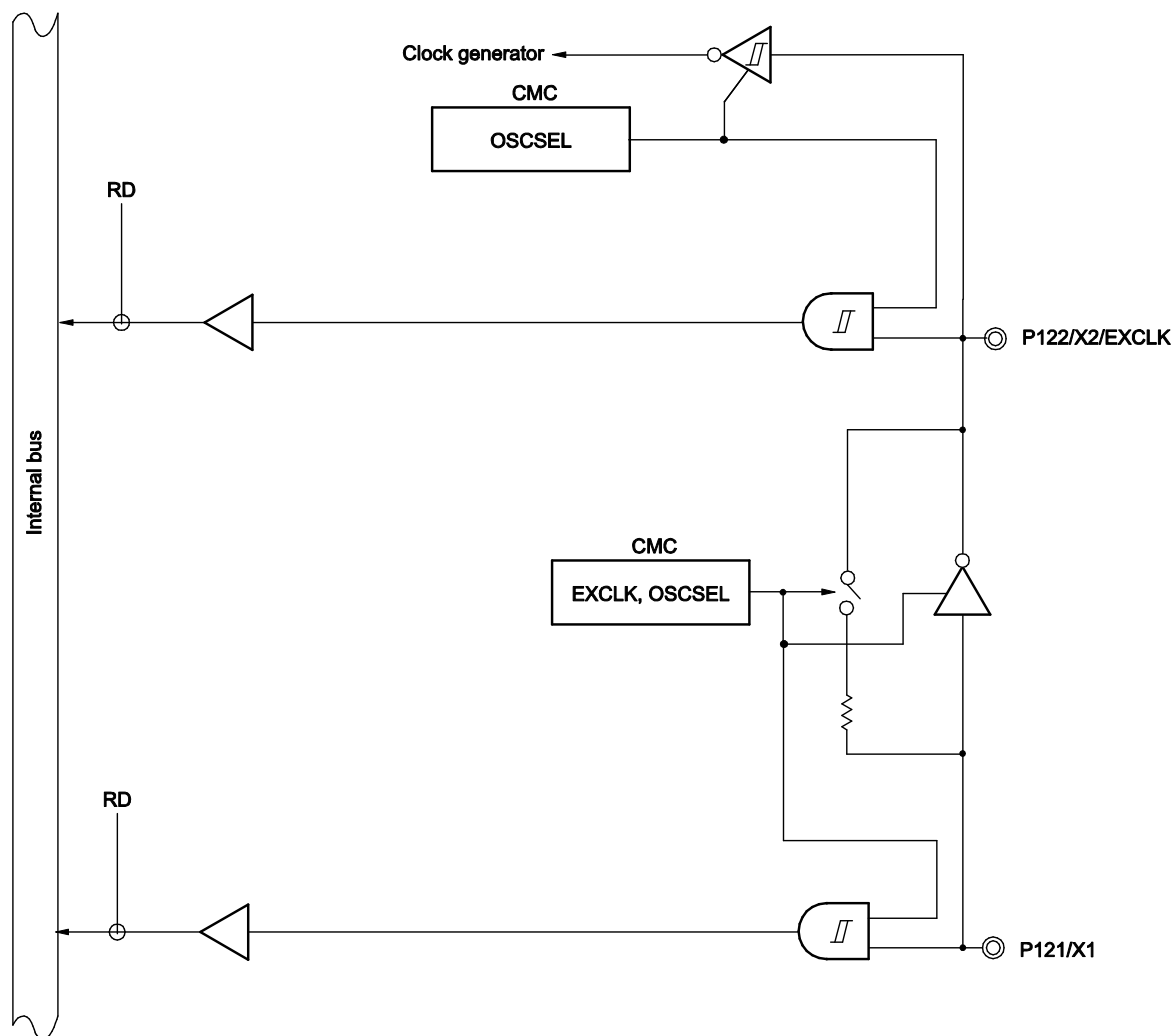 Clock generator
CMC
OSCSEL
RD
P122/X2/EXCLK
Internal bus
CMC
EXCLK, OSCSEL
RD
P121/X1